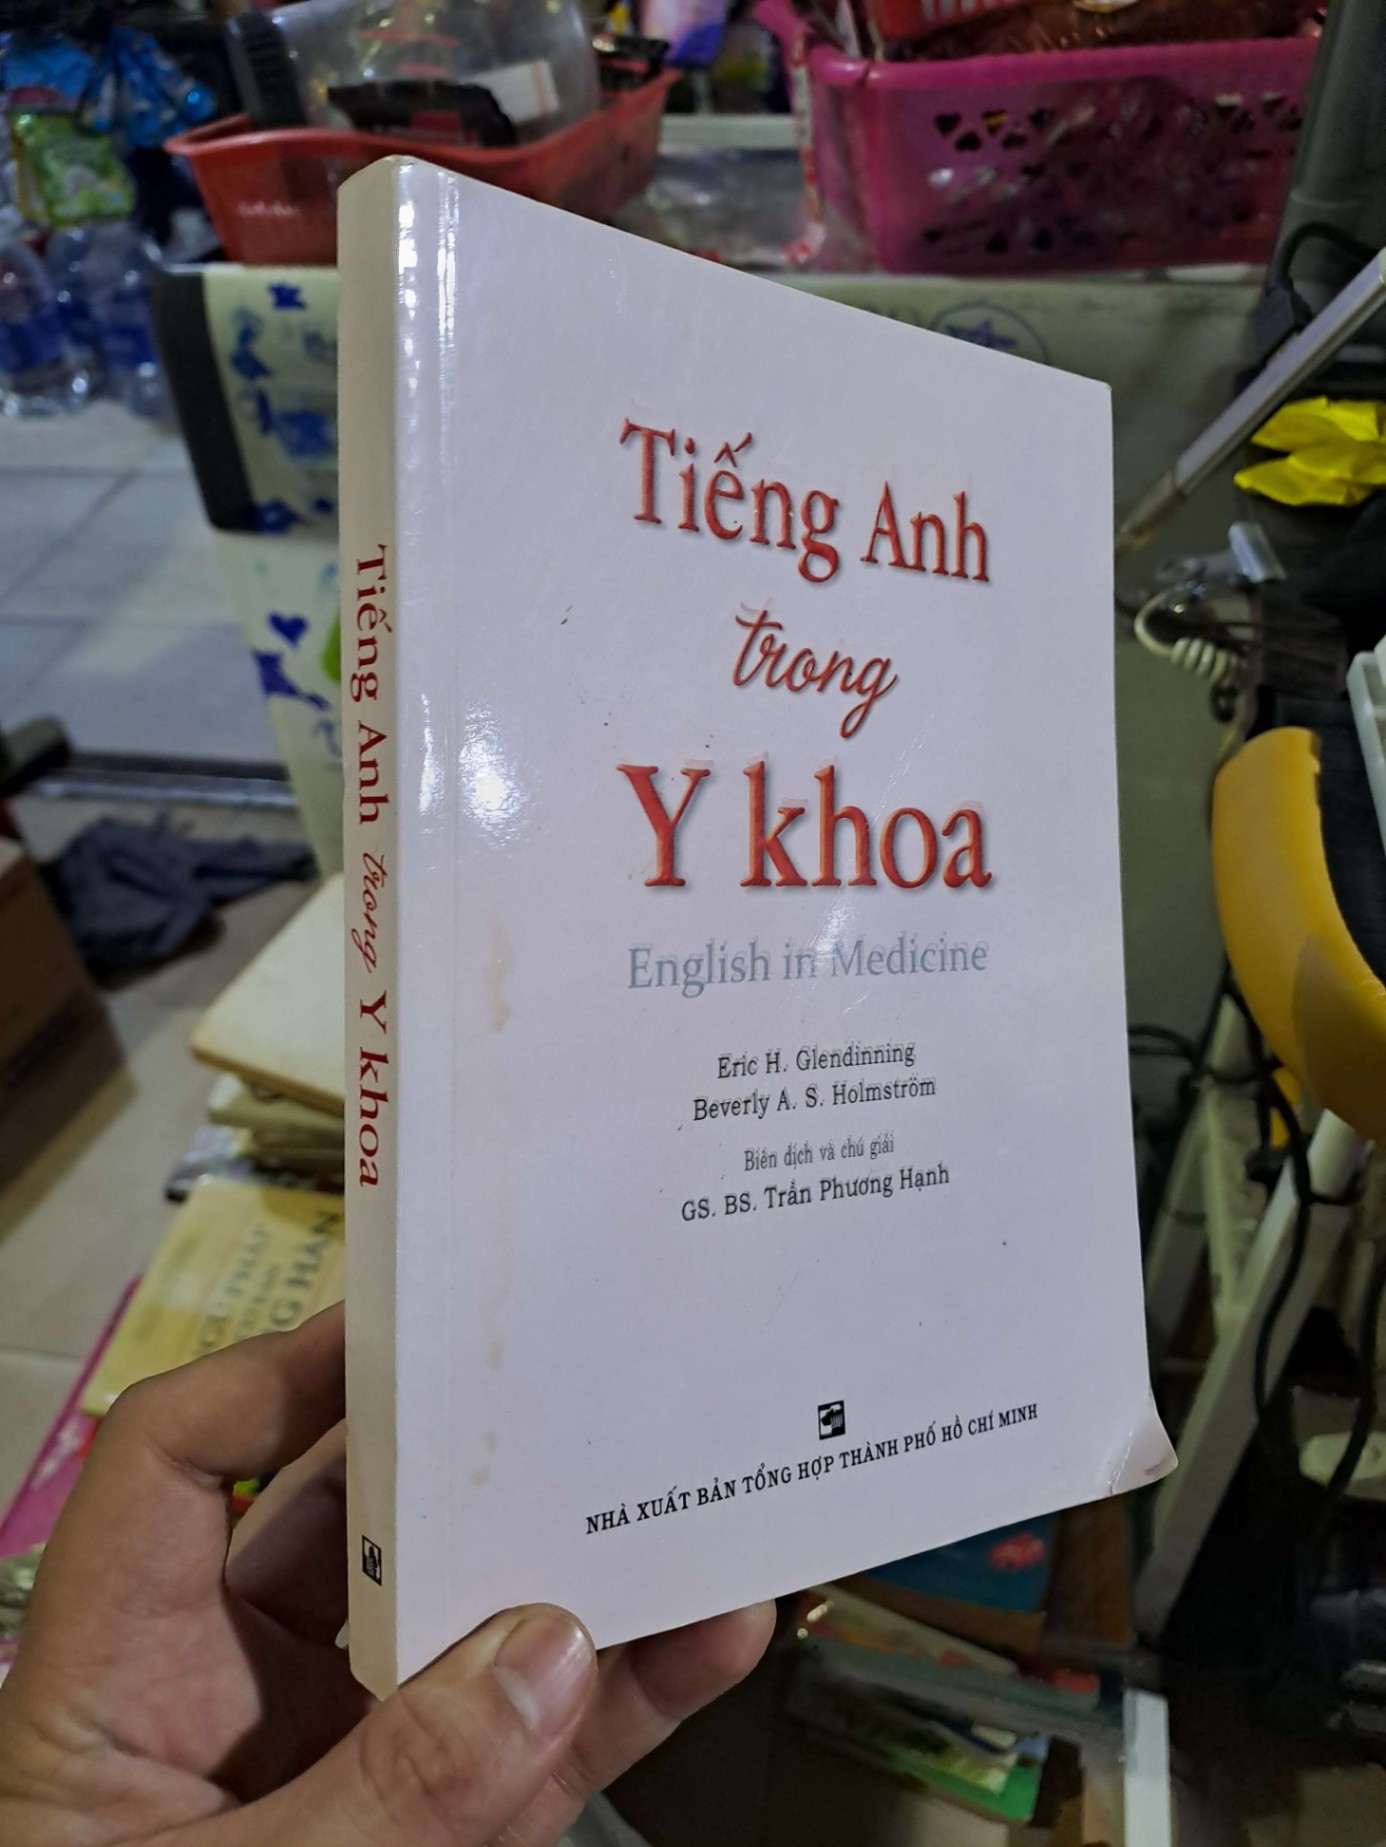 Tiếng Anh
trong
Y khoa
English in Medicine
Eric H. Glendinning
Beverly A. S. Holmström
Biên dịch và chú giải
GS. BS. Trần Phương Hạnh
NHÀ XUẤT BẢN TỔNG HỢP THÀNH PHỐ HỒ CHÍ MINH
Tiếng Anh trong Y khoa